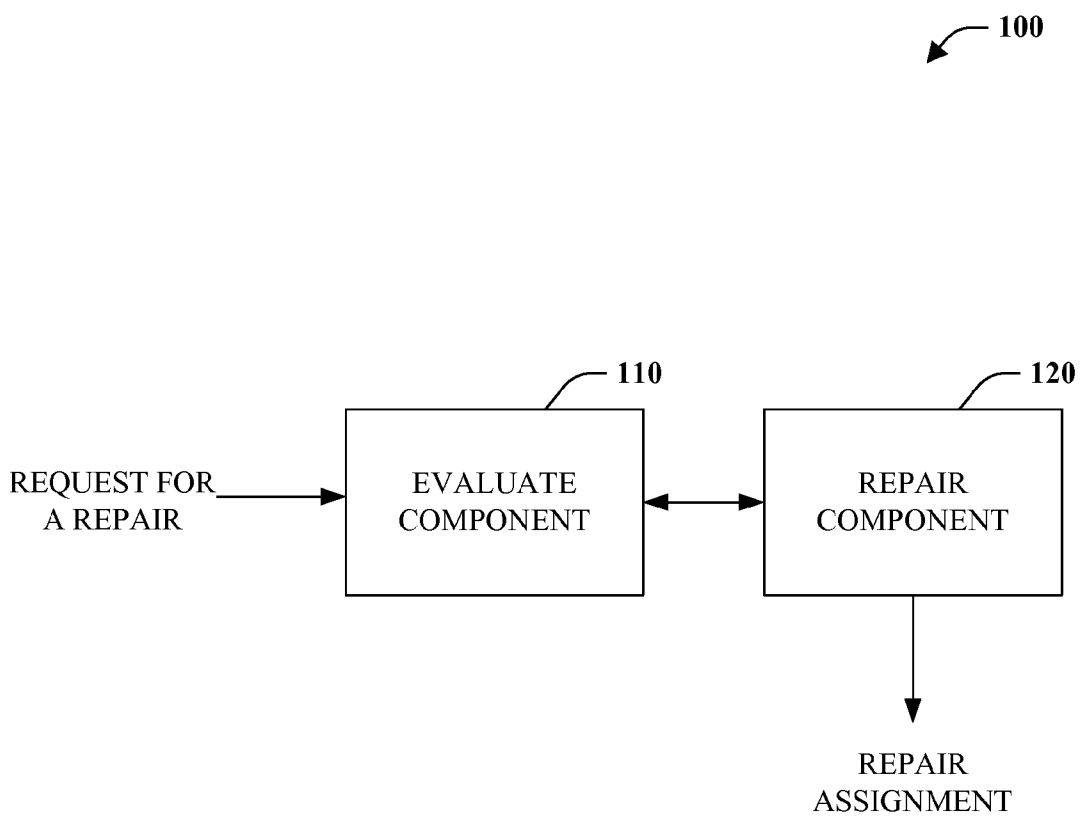 100
110
120
REQUEST FOR
A REPAIR
EVALUATE
COMPONENT
REPAIR
COMPONENT
REPAIR
ASSIGNMENT